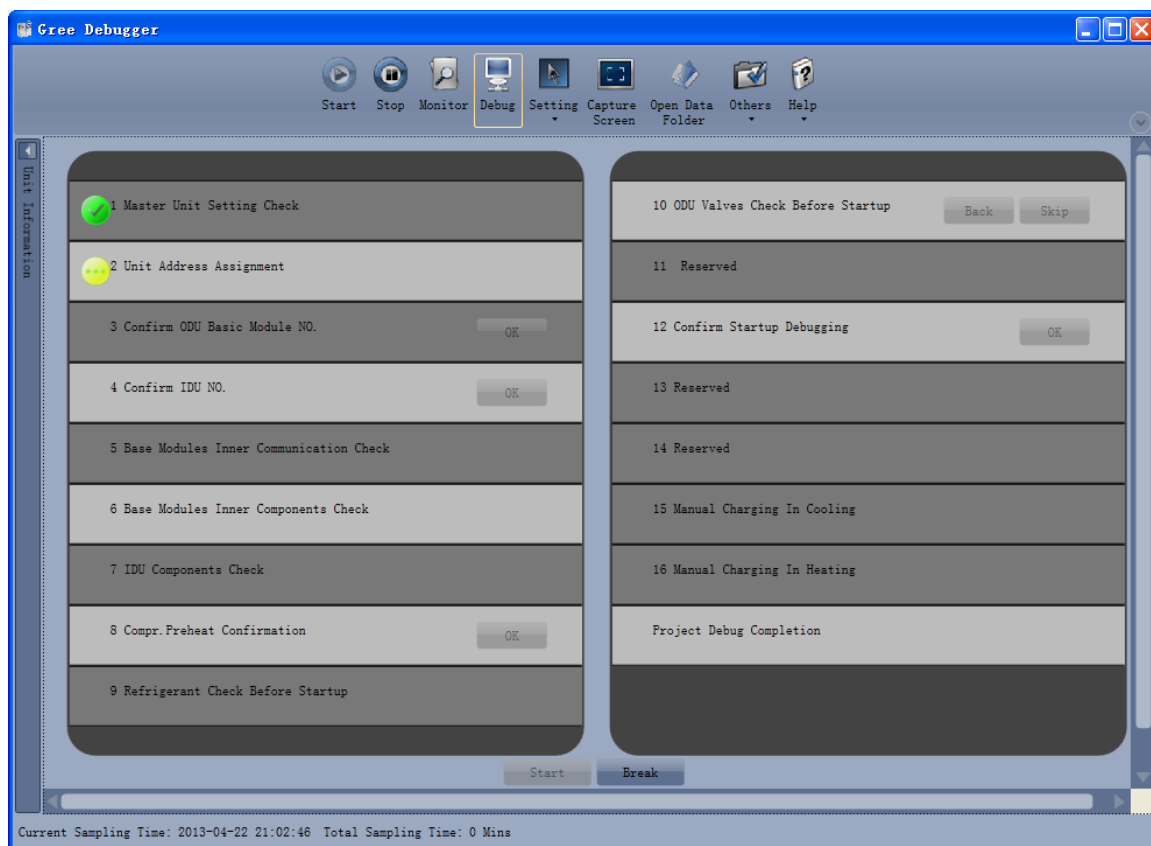 Gree Debugger
Start Stop Monitor Debug Setting Capture Screen Open Data Folder Others Help
Unit Information
1 Master Unit Setting Check
2 Unit Address Assignment
3 Confirm ODU Basic Module NO. OK
4 Confirm IDU NO. OK
5 Base Modules Inner Communication Check
6 Base Modules Inner Components Check
7 IDU Components Check
8 Compr.Preheat Confirmation OK
9 Refrigerant Check Before Startup
10 ODU Valves Check Before Startup Back Skip
11 Reserved
12 Confirm Startup Debugging OK
13 Reserved
14 Reserved
15 Manual Charging In Cooling
16 Manual Charging In Heating
Project Debug Completion
Start Break
Current Sampling Time: 2013-04-22 21:02:46 Total Sampling Time: 0 Mins